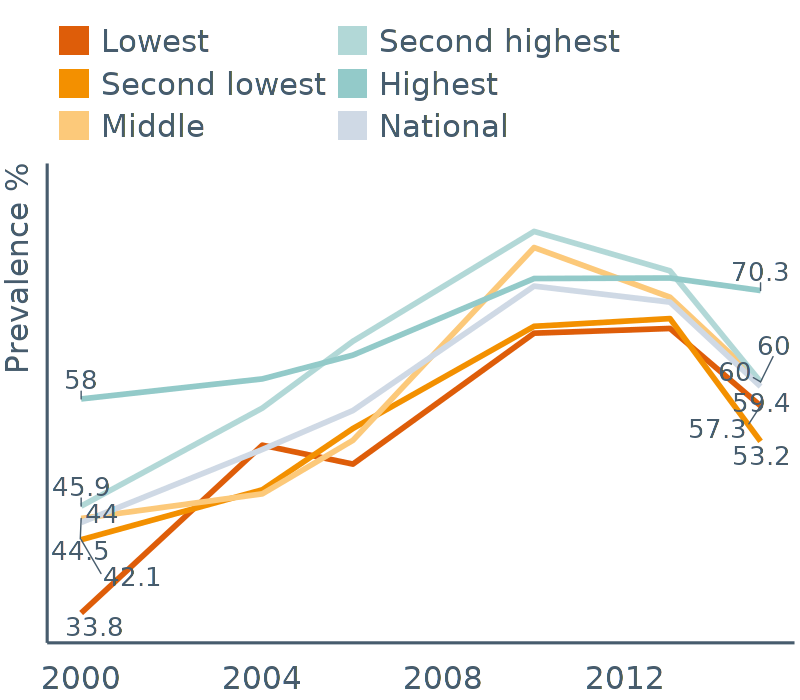 Lowest
Second lowest
Middle
Second highest
Highest
National
Prevalence %
58
45.9
44
44.5
42.1
33.8
70.3
60
60
59.4
57.3
53.2
2000 2004 2008 2012